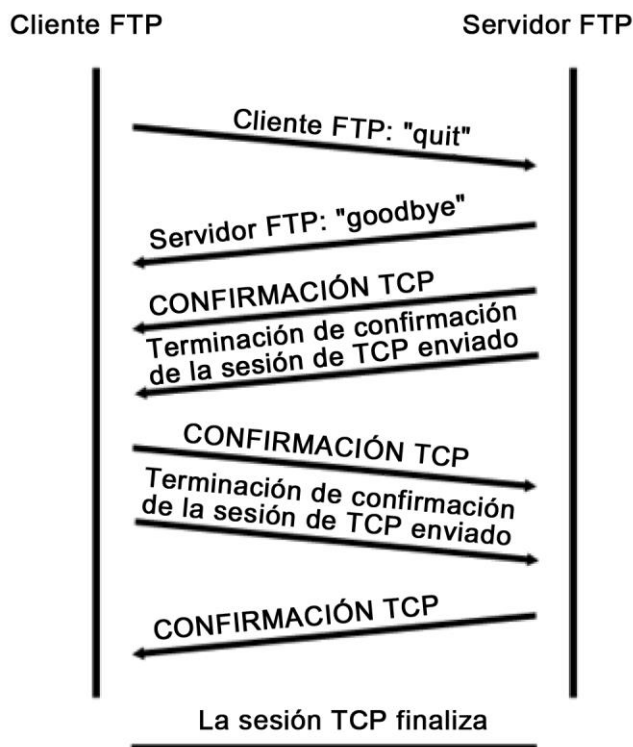 Cliente FTP
Servidor FTP
Cliente FTP: "quit"
Servidor FTP: "goodbye"
CONFIRMACIÓN TCP
Terminación de confirmación
de la sesión de TCP enviado
CONFIRMACIÓN TCP
Terminación de confirmación
de la sesión de TCP enviado
CONFIRMACIÓN TCP
La sesión TCP finaliza